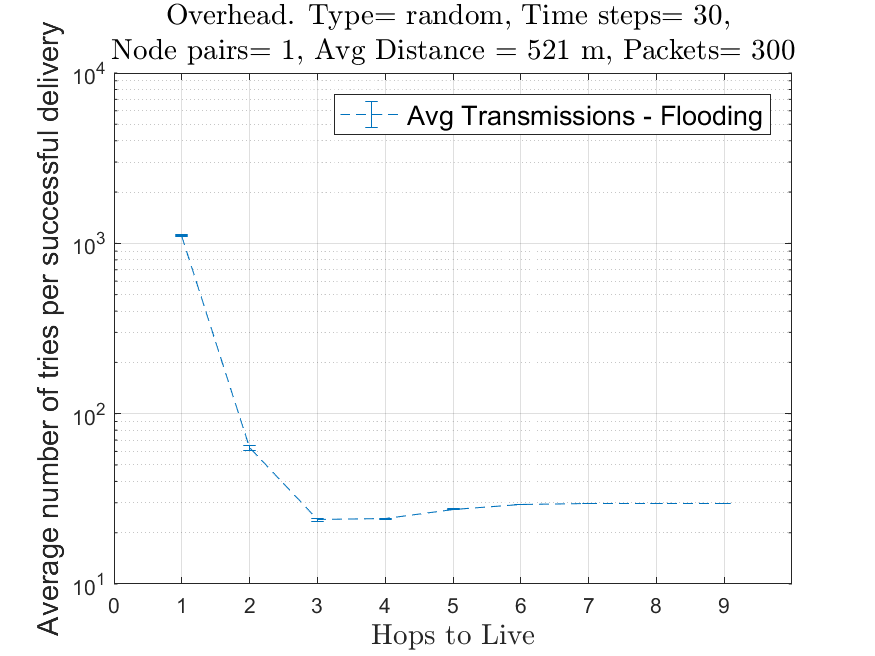 Overhead. Type= random, Time steps= 30,
Node pairs= 1, Avg Distance = 521 m, Packets= 300
Average number of tries per successful delivery
10^4
10^3
10^2
10^1
Avg Transmissions - Flooding
0 1 2 3 4 5 6 7 8 9
Hops to Live